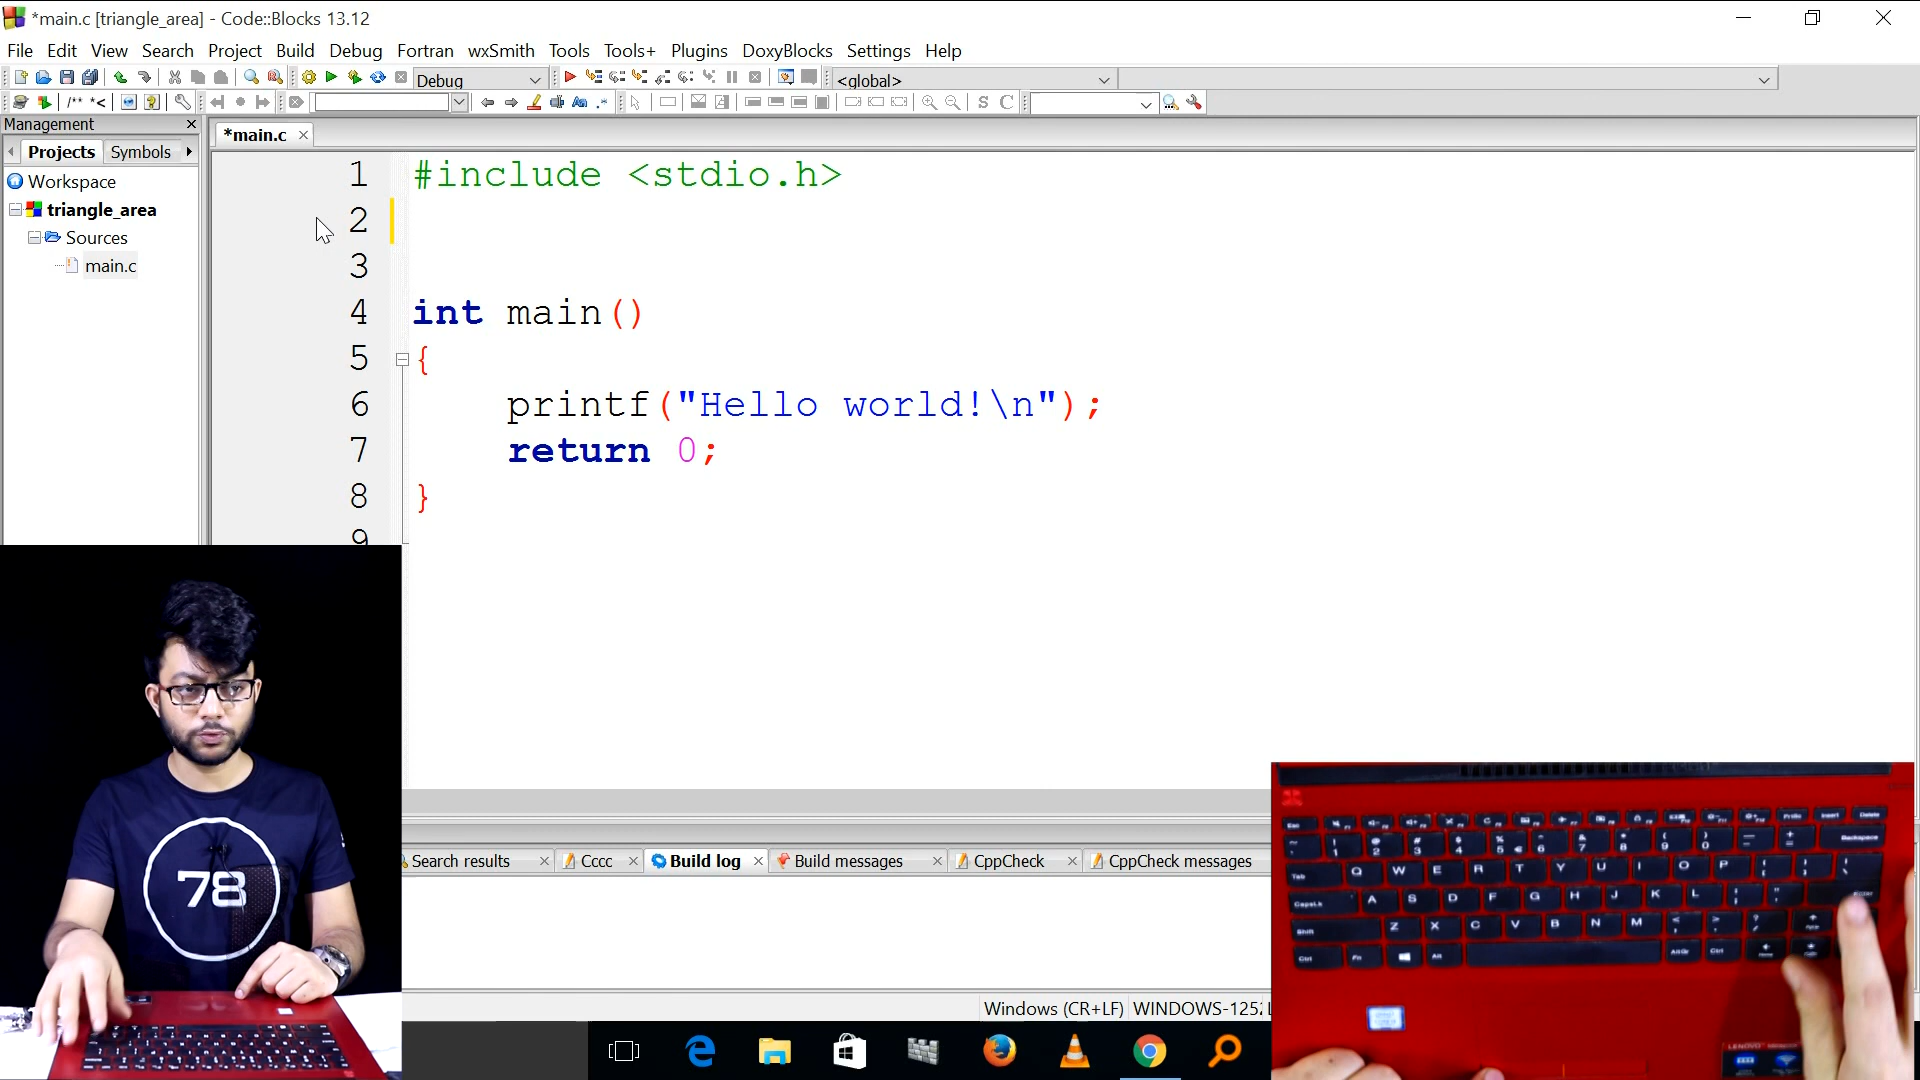 *main.c [triangle_area] - Code::Blocks 13.12
File Edit View Search Project Build Debug Fortran wxSmith Tools Tools+ Plugins DoxyBlocks Settings Help
Debug
<global>
/** *<
S C
Management
Projects Symbols
*main.c
Workspace
triangle_area
Sources
main.c
1 #include <stdio.h>
2
3
4 int main()
5 {
6 printf("Hello world!\n");
7 return 0;
8 }
9
78
Search results
Cccc
Build log
Build messages
CppCheck
CppCheck messages
Windows (CR+LF) WINDOWS-1252
Q W E R T Y U I O P
A S D F G H J K L
Z X C V B N M
LENOVO